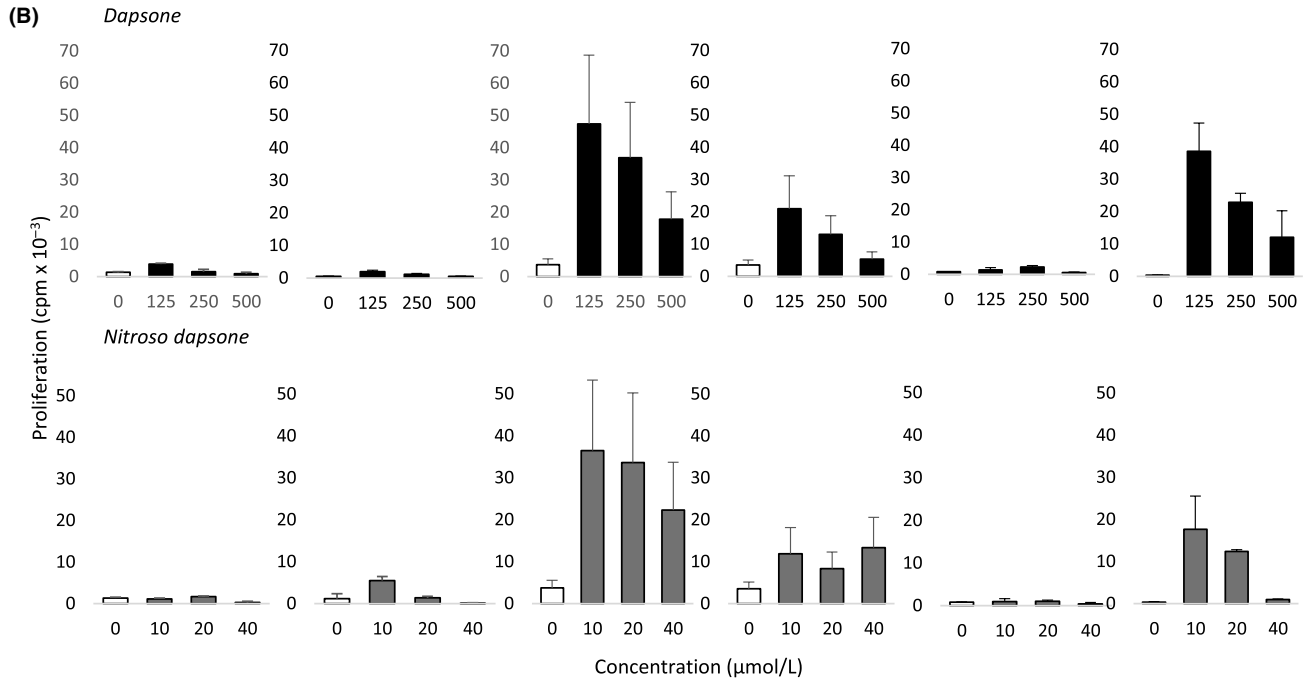 (B)
Dapsone
70 70 70 70 70 70
60 60 60 60 60 60
50 50 50 50 50 50
40 40 40 40 40 40
30 30 30 30 30 30
20 20 20 20 20 20
10 10 10 10 10 10
0 0 0 0 0 0
0 125 250 500 0 125 250 500 0 125 250 500 0 125 250 500 0 125 250 500 0 125 250 500
Proliferation (cpm x 10⁻³)
Nitroso dapsone
50 50 50 50 50 50
40 40 40 40 40 40
30 30 30 30 30 30
20 20 20 20 20 20
10 10 10 10 10 10
0 0 0 0 0 0
0 10 20 40 0 10 20 40 0 10 20 40 0 10 20 40 0 10 20 40 0 10 20 40
Concentration (µmol/L)